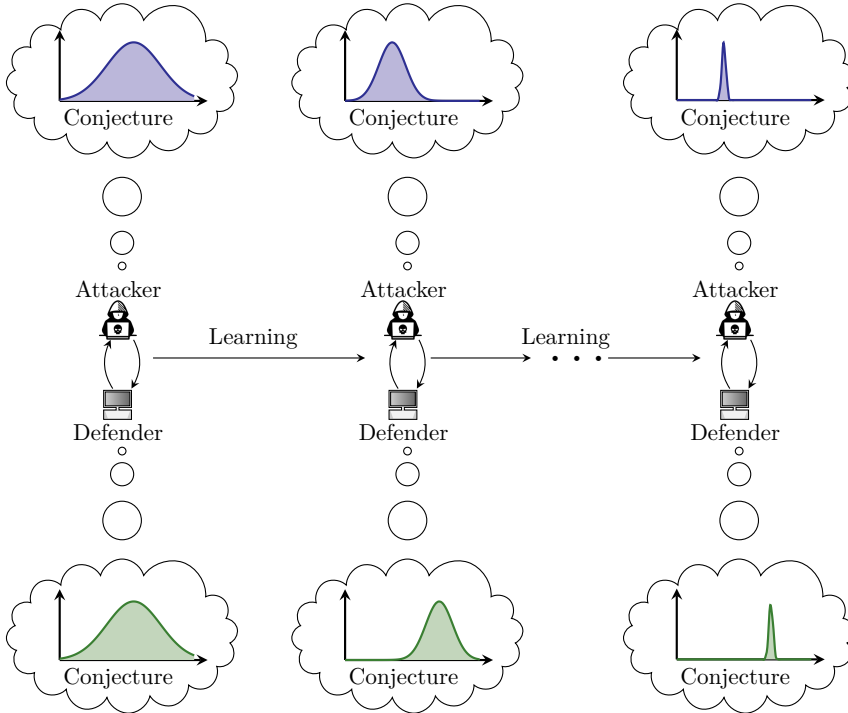 Conjecture
Conjecture
Conjecture
Attacker
Attacker
Attacker
Learning
Learning
Defender
Defender
Defender
Conjecture
Conjecture
Conjecture